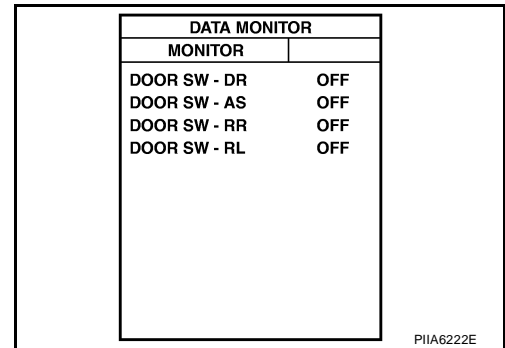 DATA MONITOR
MONITOR
DOOR SW - DR OFF
DOOR SW - AS OFF
DOOR SW - RR OFF
DOOR SW - RL OFF
PIIA6222E